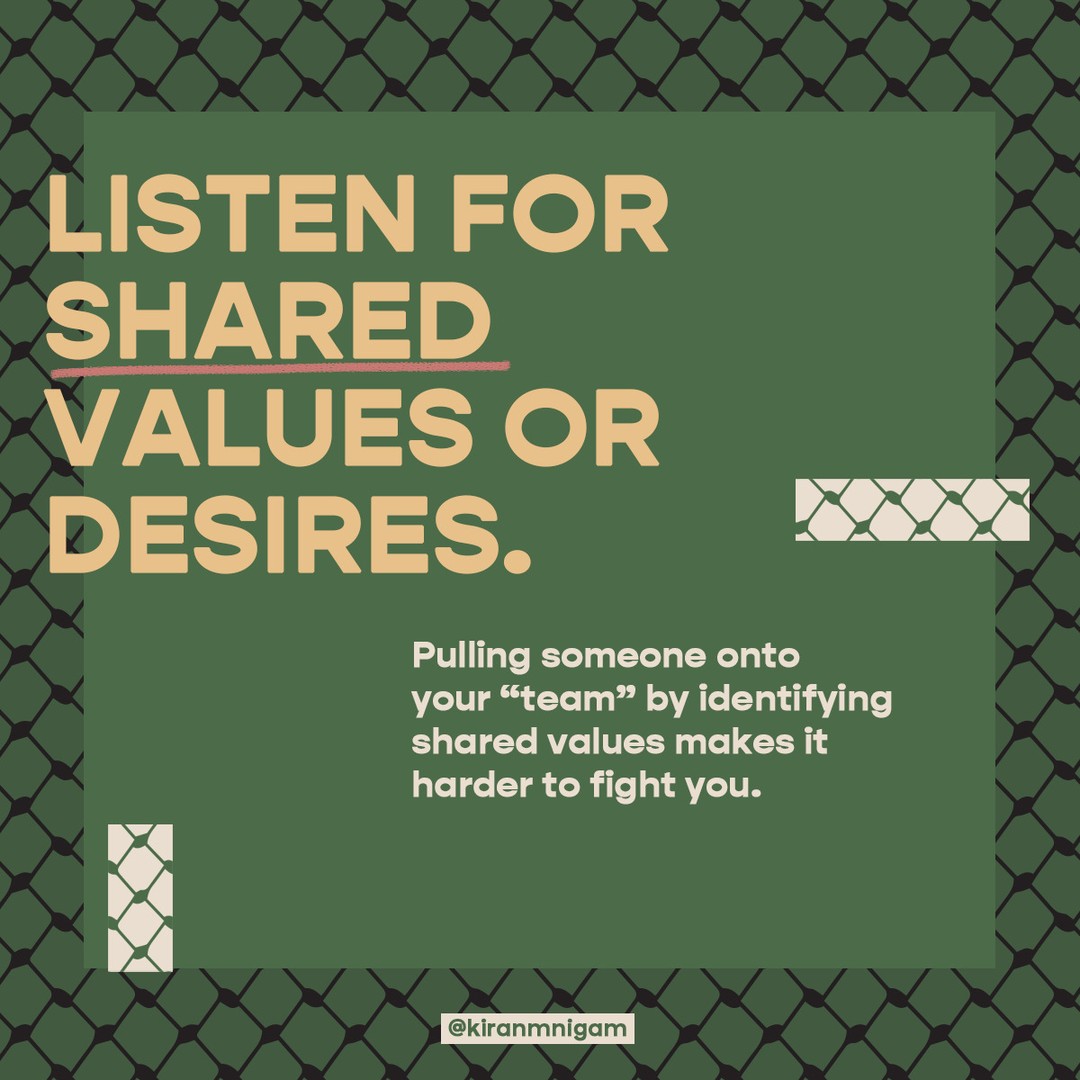 LISTEN FOR
SHARED
VALUES OR
DESIRES.
Pulling someone onto
your “team” by identifying
shared values makes it
harder to fight you.
@kiranmnigam